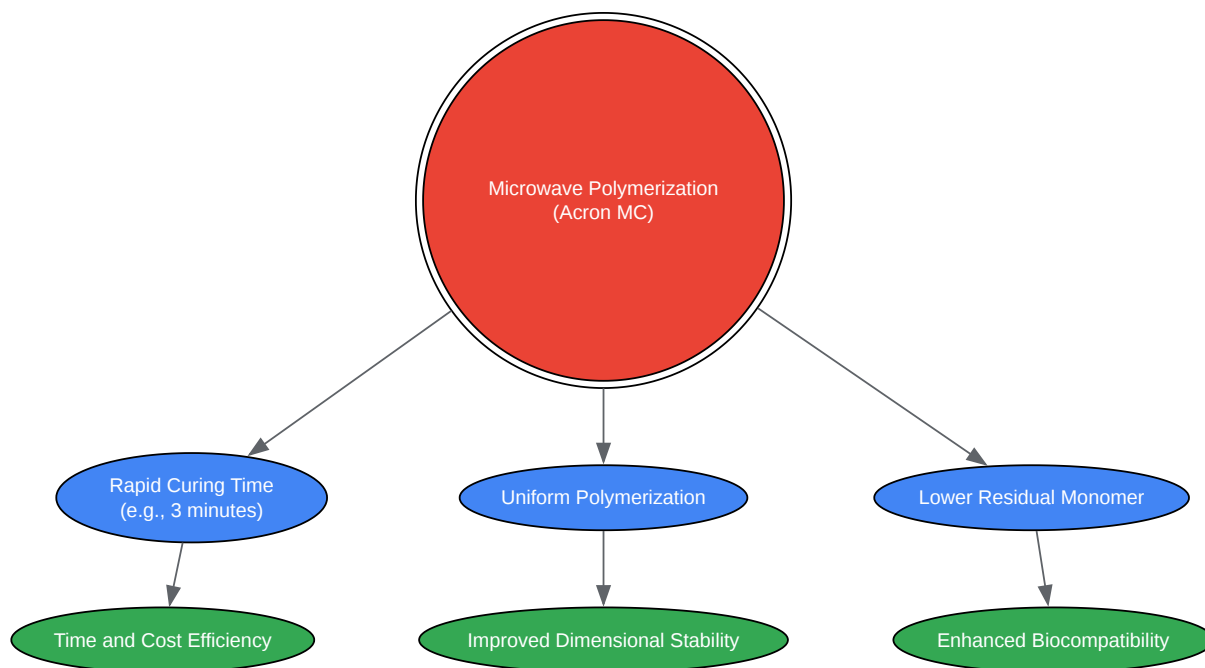 Microwave Polymerization
(Acron MC)
Rapid Curing Time
(e.g., 3 minutes)
Uniform Polymerization
Lower Residual Monomer
Time and Cost Efficiency
Improved Dimensional Stability
Enhanced Biocompatibility